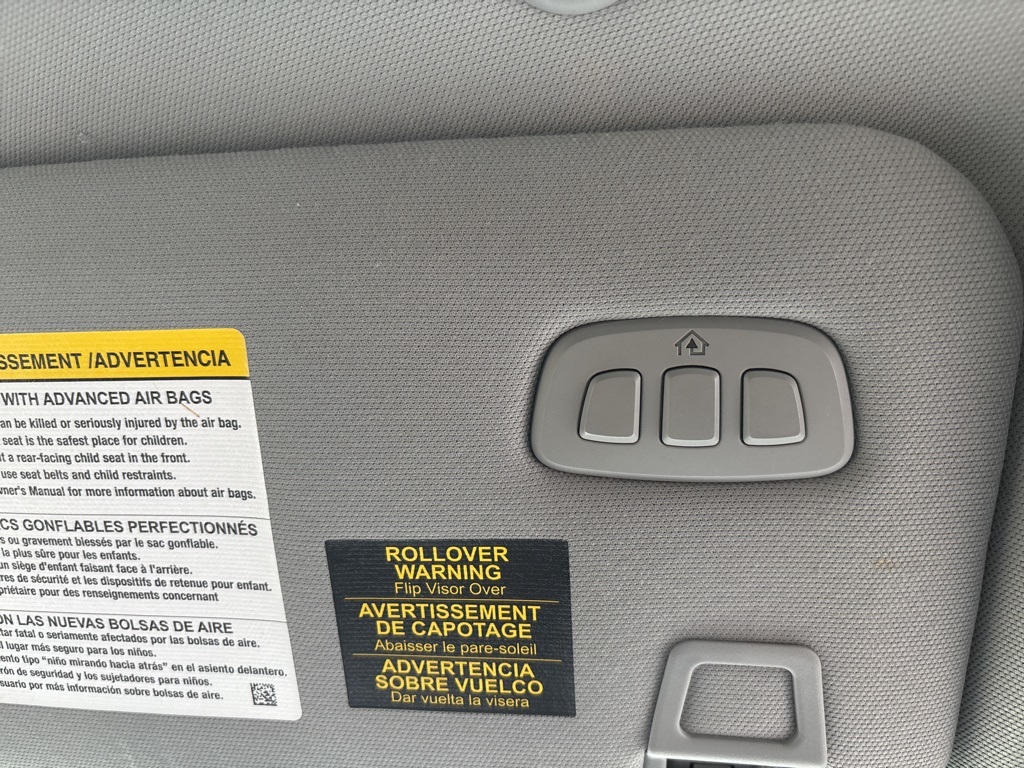 SSEMENT /ADVERTENCIA
WITH ADVANCED AIR BAGS
an be killed or seriously injured by the air bag.
seat is the safest place for children.
t a rear-facing child seat in the front.
use seat belts and child restraints.
ner's Manual for more information about air bags.
CS GONFLABLES PERFECTIONNÉS
s ou gravement blessés par le sac gonflable.
la plus sûre pour les enfants.
un siège d'enfant faisant face à l'arrière.
res de sécurité et les dispositifs de retenue pour enfant.
priétaire pour des renseignements concernant
ON LAS NUEVAS BOLSAS DE AIRE
tar fatal o seriamente afectados por las bolsas de aire.
l lugar más seguro para los niños.
ento tipo "niño mirando hacia atrás" en el asiento delantero.
rón de seguridad y los sujetadores para niños.
suario por más información sobre bolsas de aire.
ROLLOVER
WARNING
Flip Visor Over
AVERTISSEMENT
DE CAPOTAGE
Abaisser le pare-soleil
ADVERTENCIA
SOBRE VUELCO
Dar vuelta la visera